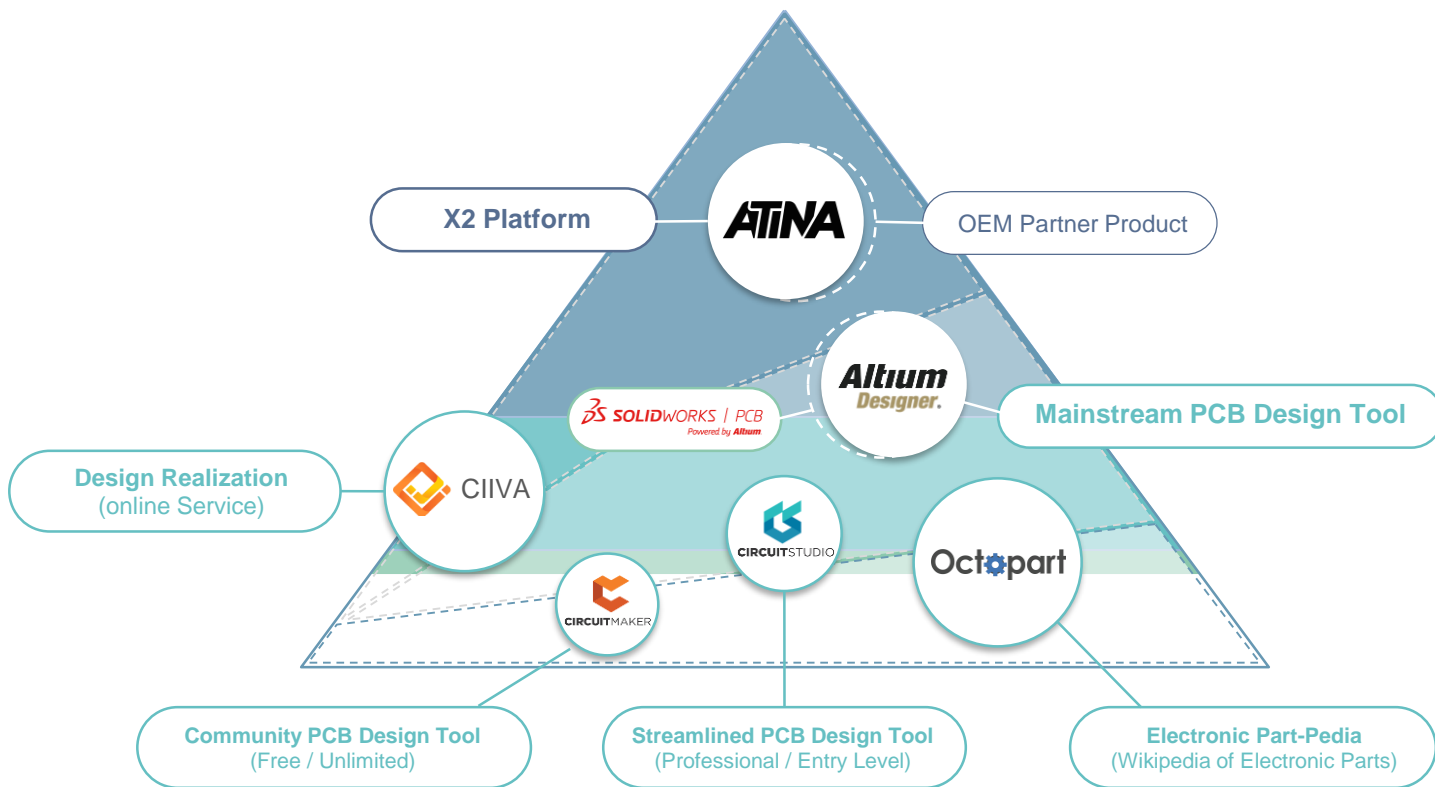 X2 Platform
ATiNA
OEM Partner Product
Altıum
Designer.
SOLIDWORKS | PCB
Powered by Altıum
Mainstream PCB Design Tool
Design Realization
(online Service)
CIIVA
CIRCUITSTUDIO
Octopart
CIRCUITMAKER
Community PCB Design Tool
(Free / Unlimited)
Streamlined PCB Design Tool
(Professional / Entry Level)
Electronic Part-Pedia
(Wikipedia of Electronic Parts)